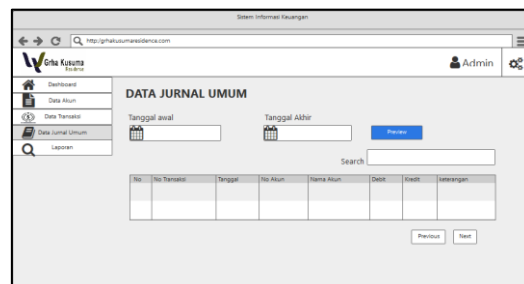 Sistem Informasi Keuangan
http:/grhakusumaresidence.com
Grha Kusuma
Residence
Admin
Dashboard
Data Akun
Data Transaksi
Data Jurnal Umum
Laporan
DATA JURNAL UMUM
Tanggal awal
Tanggal Akhir
Preview
Search
No No Transaksi Tanggal No Akun Nama Akun Debit Kredit keterangan
Previous Next